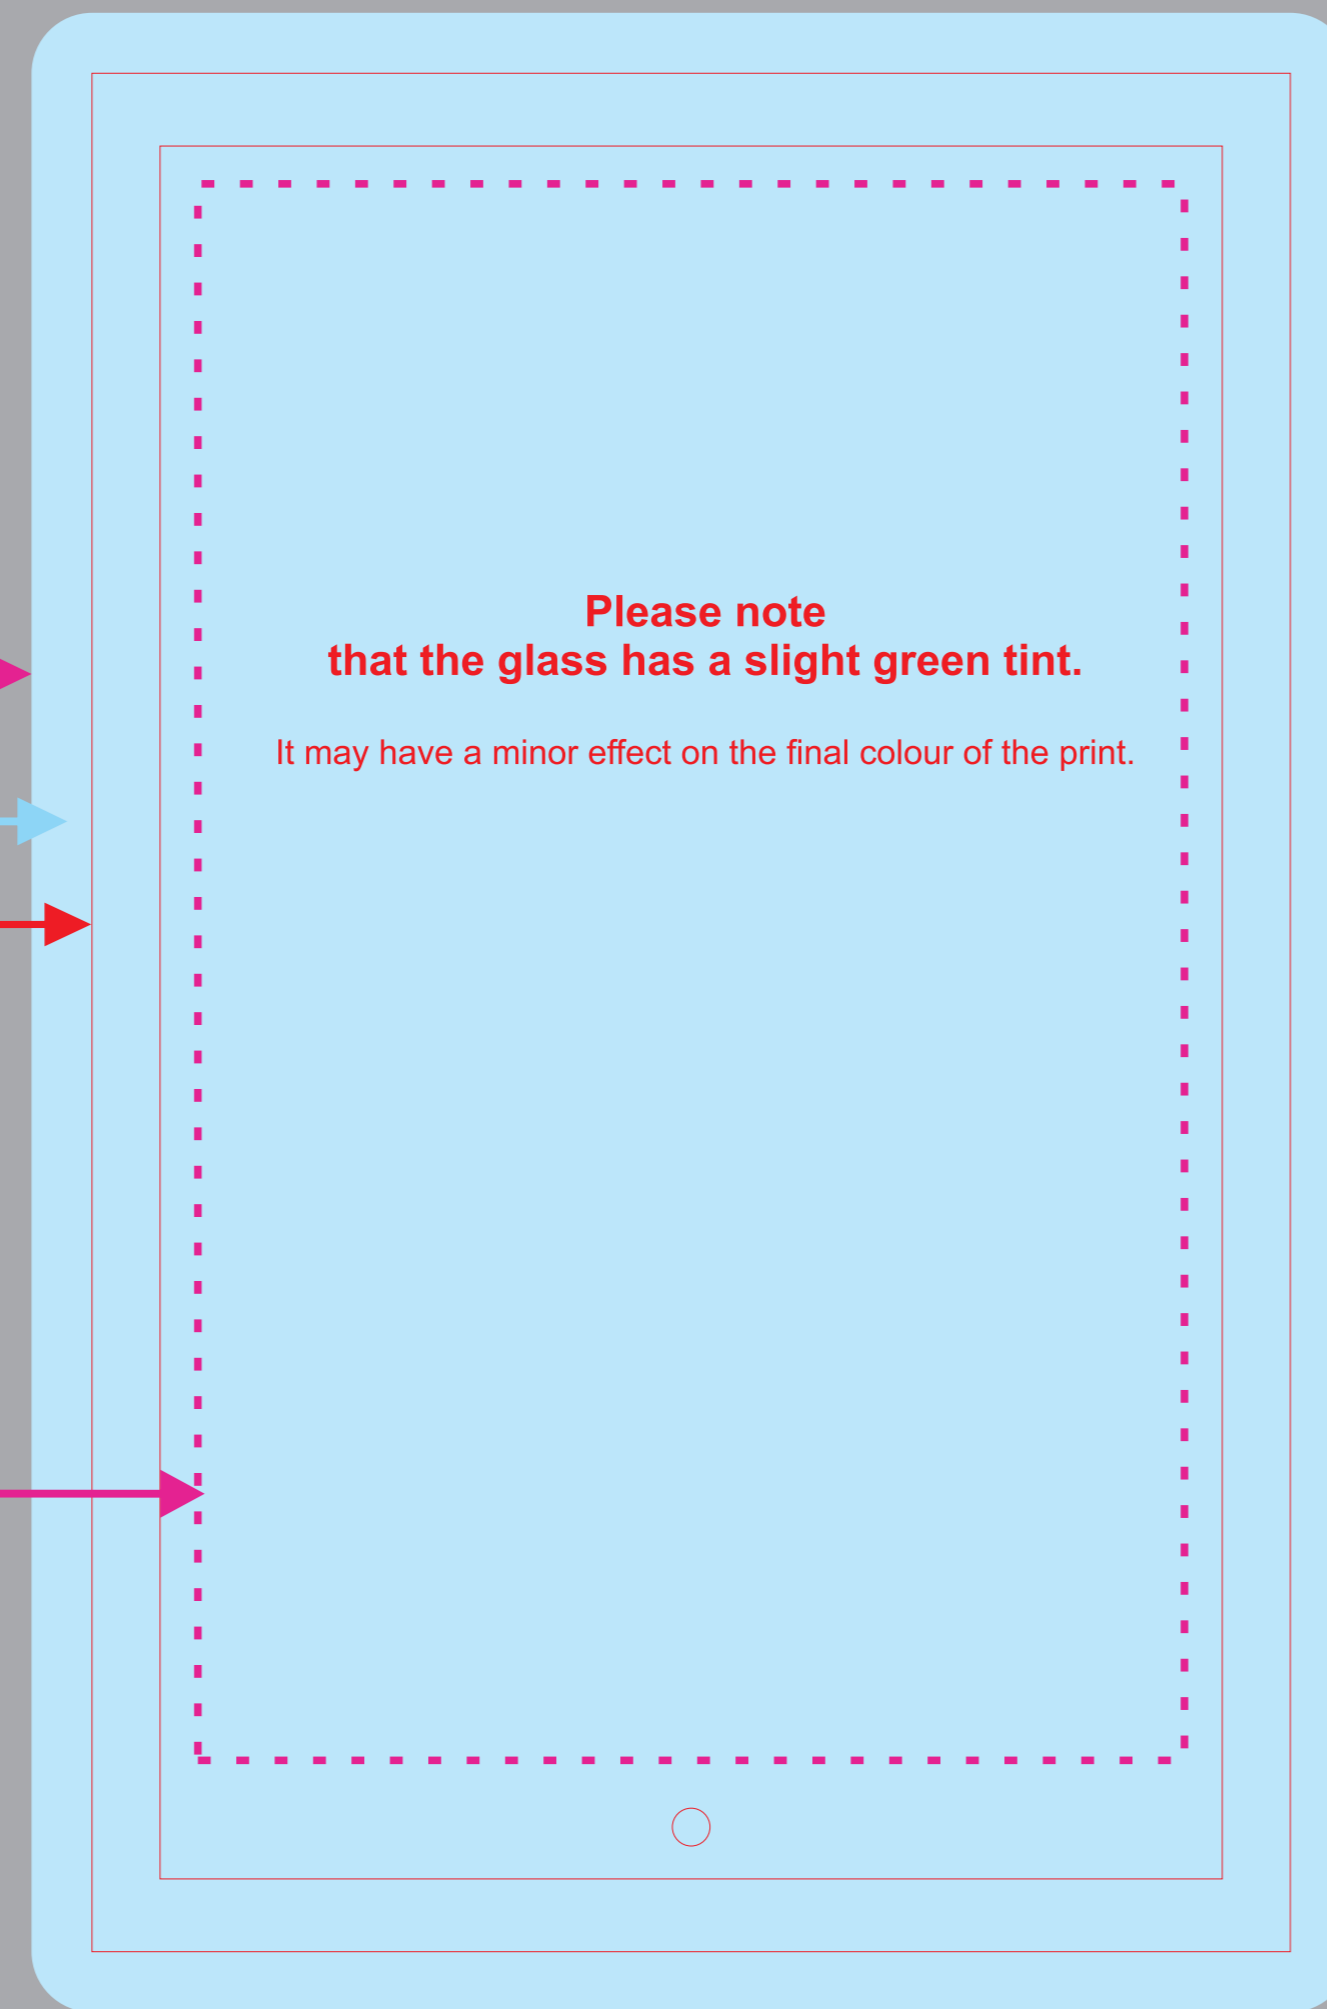 Please note
that the glass has a slight green tint.
It may have a minor effect on the final colour of the print.